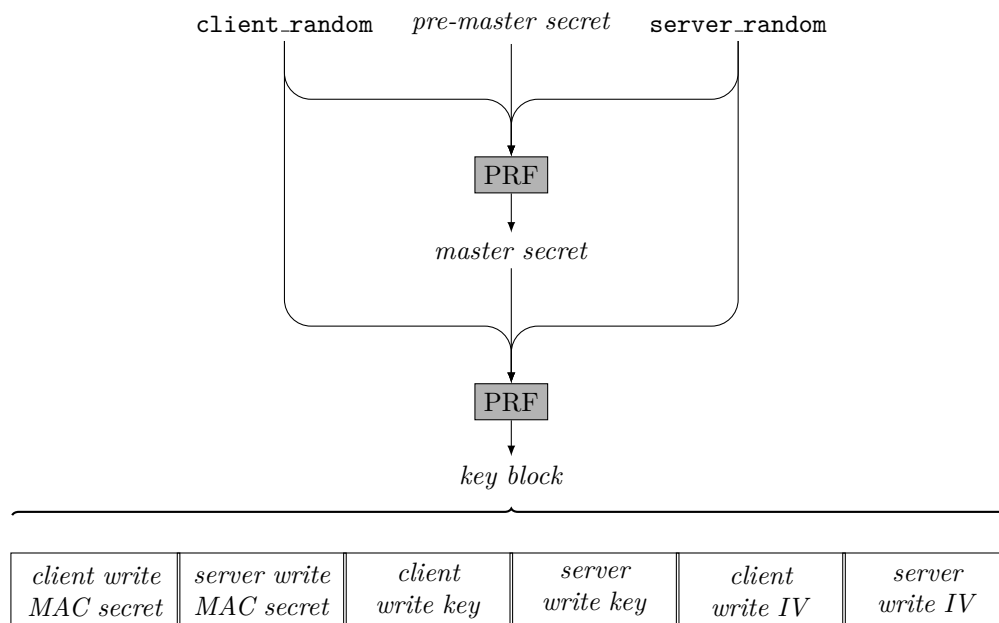 client_random pre-master secret server_random
PRF
master secret
PRF
key block
client write MAC secret
server write MAC secret
client write key
server write key
client write IV
server write IV